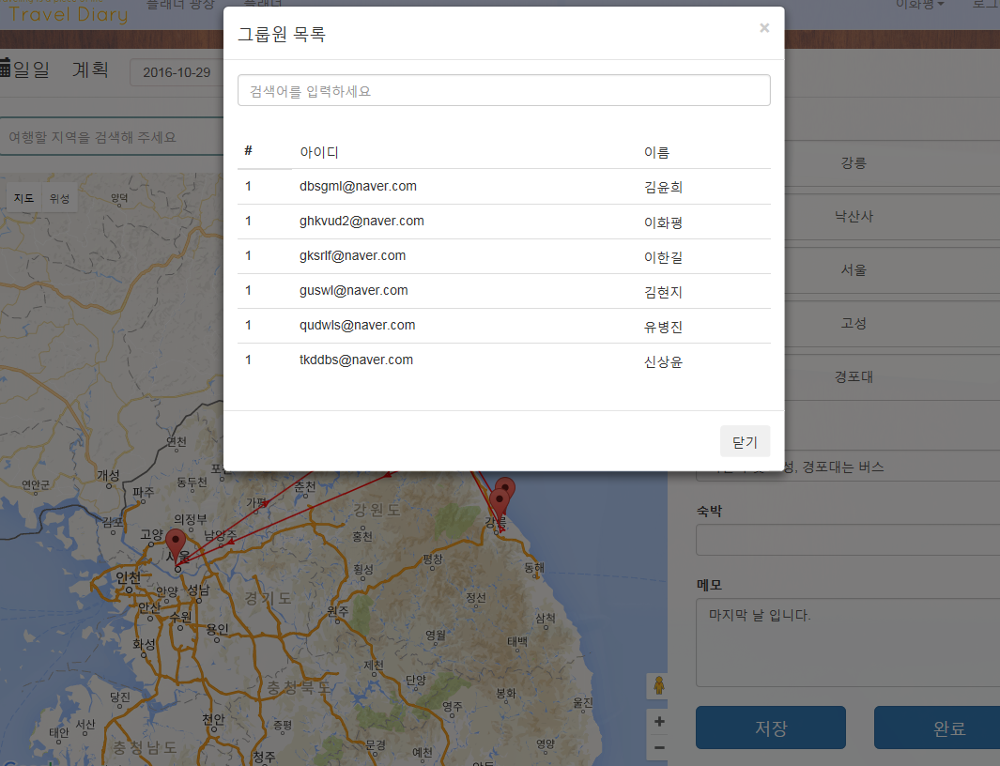 Travel Diary
플래너 광장
플래너
이화평
로그
일일 계획
2016-10-29
여행할 지역을 검색해 주세요
그룹원 목록
×
검색어를 입력하세요
# 아이디 이름
1 dbsgml@naver.com 김윤희
1 ghkvud2@naver.com 이화평
1 gksrlf@naver.com 이한길
1 guswl@naver.com 김현지
1 qudwls@naver.com 유병진
1 tkddbs@naver.com 신상윤
닫기
지도 위성
양덕
연천
개성
연안군
파주
동두천
포천
가평
춘천
강원도
김포
고양
의정부
남양주
홍천
강릉
서울
인천
안양
성남
횡성
평창
동해
안산
수원
경기도
원주
정선
용인
삼척
화성
영월
태백
제천
충청북도
단양
봉화
당진
영주
울진
천안
태안
서산
증평
충청남도
문경
예천
영양
청주
안동
강릉
낙산사
서울
고성
경포대
성, 경포대는 버스
숙박
메모
마지막 날 입니다.
+
−
저장
완료